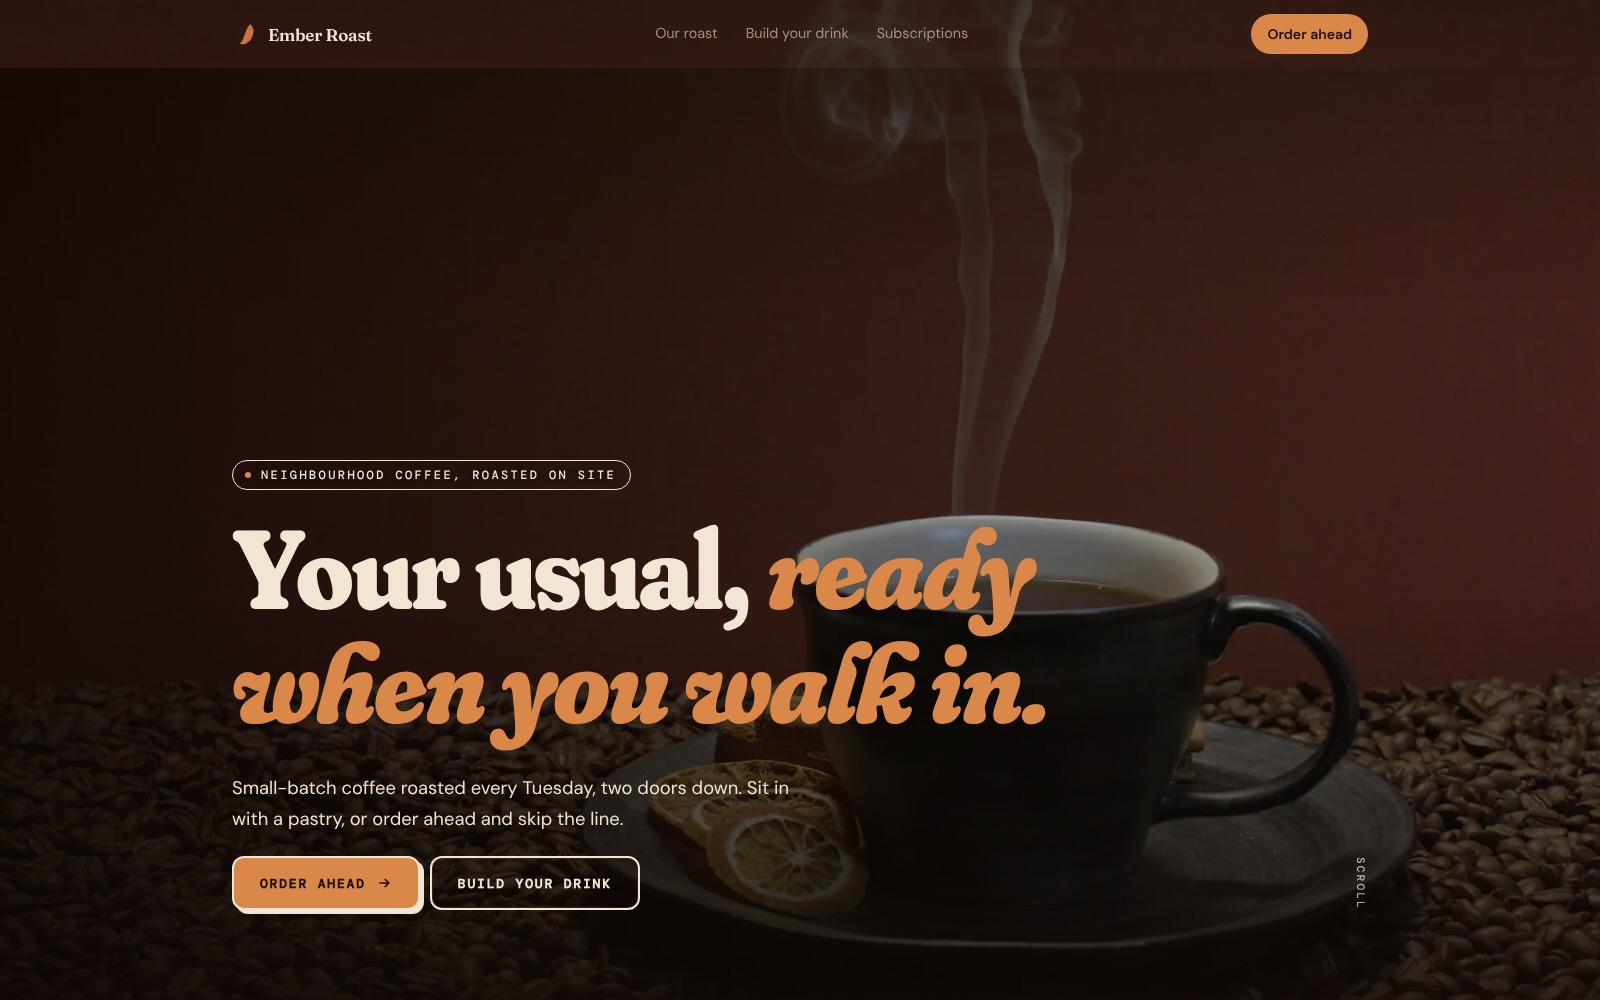 Ember Roast
Our roast
Build your drink
Subscriptions
Order ahead
NEIGHBOURHOOD COFFEE, ROASTED ON SITE
Your usual, ready
when you walk in.
Small-batch coffee roasted every Tuesday, two doors down. Sit in
with a pastry, or order ahead and skip the line.
ORDER AHEAD →
BUILD YOUR DRINK
SCROLL